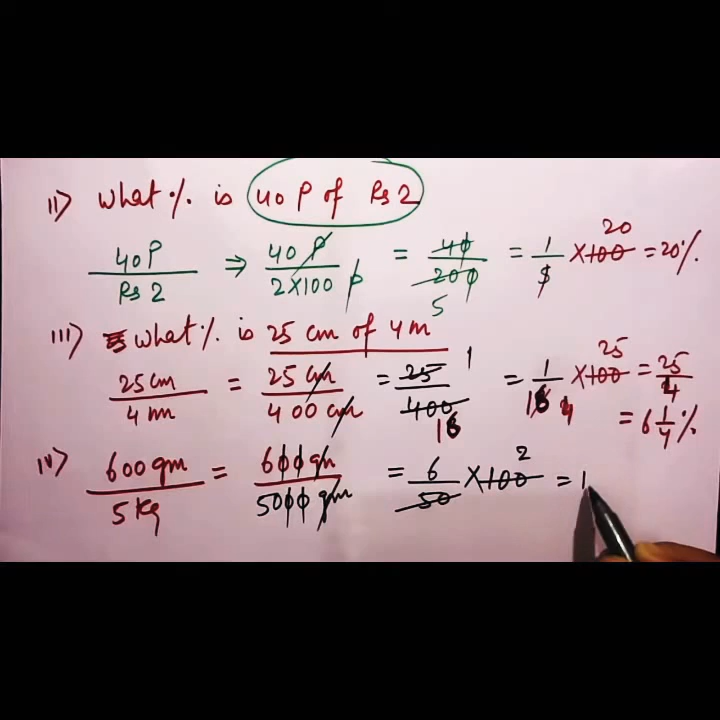 ii) What % is 40 P of Rs 2
40P / Rs 2 ⇒ 40 P / 2×100 P = 40 / 200 5 = 1 / 5 × 100 20 = 20%
iii) What % is 25 cm of 4 m
25 cm / 4 m = 25 cm / 400 cm = 25 1 / 400 16 = 1 / 16 4 × 100 25 = 25 / 4
= 6 1/4 %
iv) 600 gm / 5 kg = 600 gm / 5000 gm = 6 / 50 × 100 2 = 1